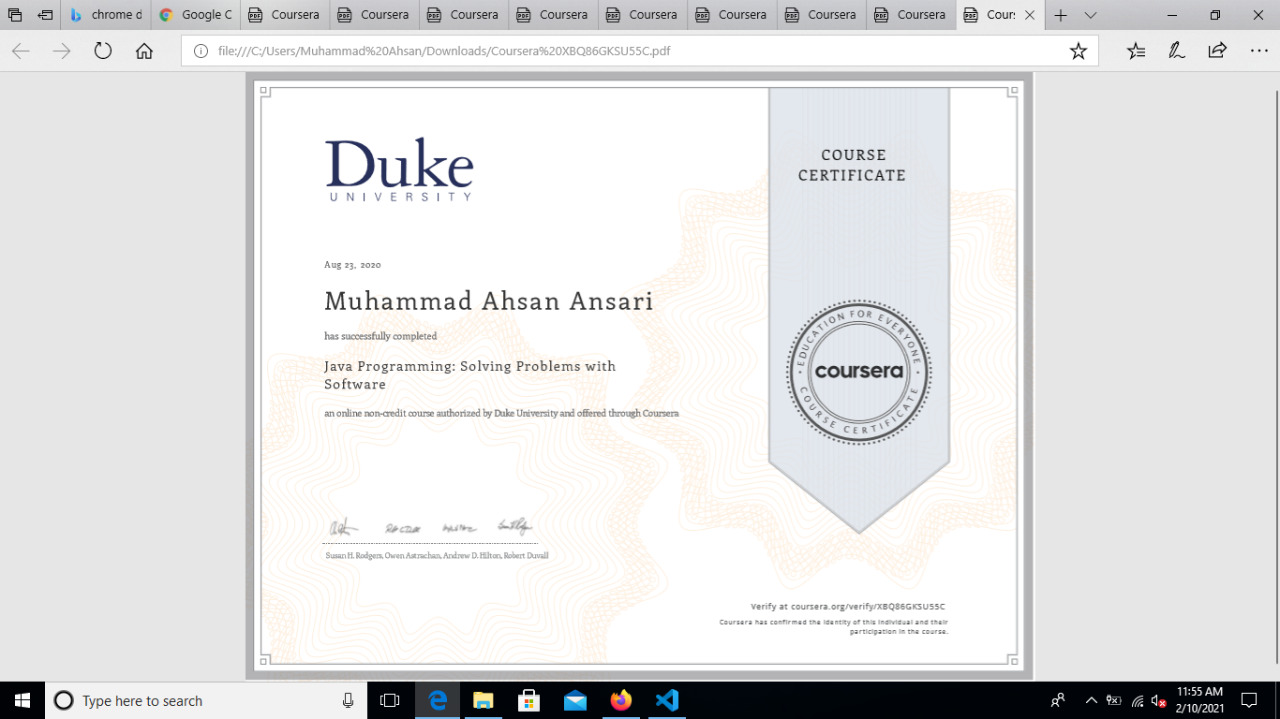 chrome d
Google C
Coursera
Coursera
Coursera
Coursera
Coursera
Coursera
Coursera
Coursera
Cours
file:///C:/Users/Muhammad%20Ahsan/Downloads/Coursera%20XBQ86GKSU55C.pdf
Duke
UNIVERSITY
COURSE
CERTIFICATE
Aug 23, 2020
Muhammad Ahsan Ansari
has successfully completed
Java Programming: Solving Problems with
Software
an online non-credit course authorized by Duke University and offered through Coursera
EDUCATION FOR EVERYONE
coursera
COURSE CERTIFICATE
Susan H. Rodgers, Owen Astrachan, Andrew D. Hilton, Robert Duvall
Verify at coursera.org/verify/XBQ86GKSU55C
Coursera has confirmed the identity of this individual and their
participation in the course.
Type here to search
11:55 AM
2/10/2021